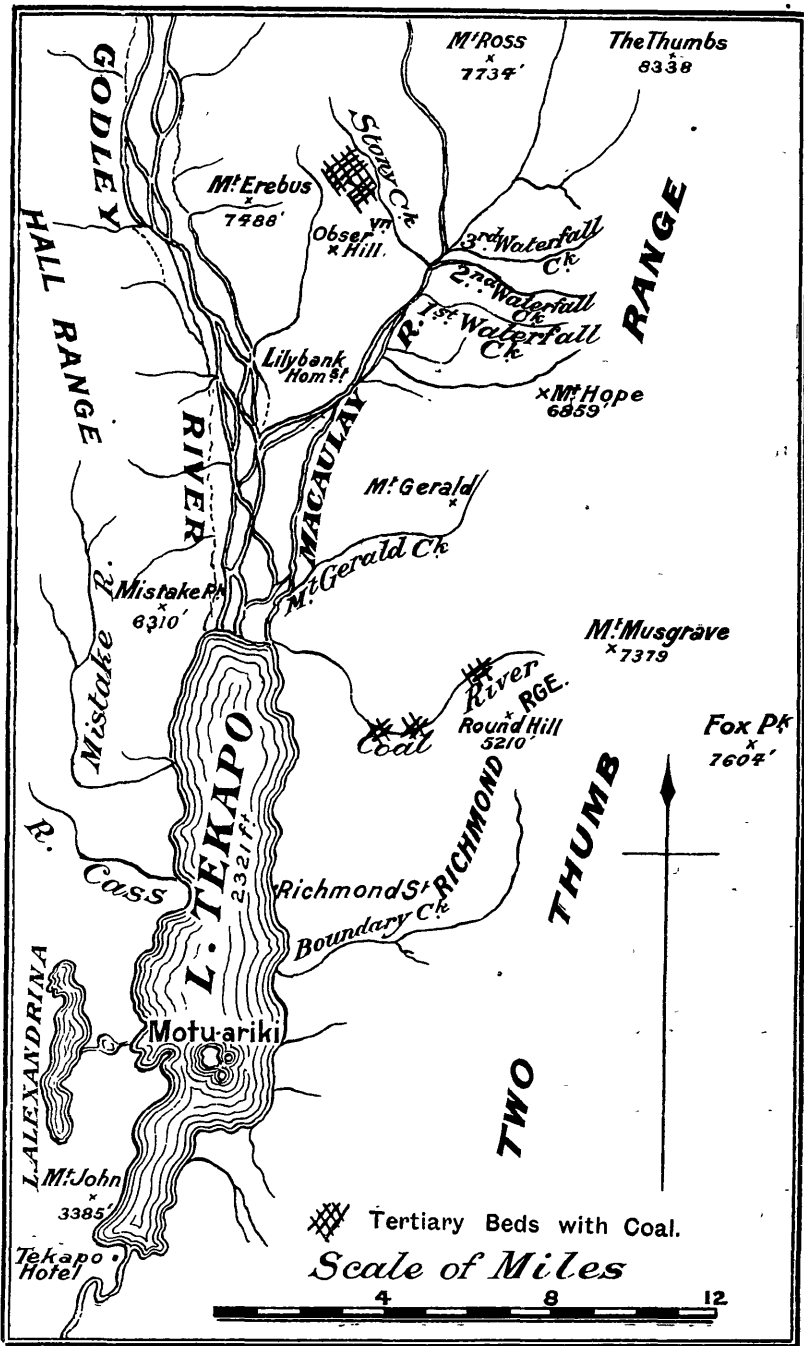 Mt Ross
7734'
The Thumbs
8338
GODLEY
Stony Ck
Mt Erebus
7488'
Obser vn
Hill.
3rd Waterfall
Ck
2nd Waterfall
Ck
1st Waterfall
Ck
HALL RANGE
RANGE
R.
Lilybank
Homst
Mt Hope
6859'
RIVER
MACAULAY
Mt Gerald
Mt Gerald Ck
Mistake Pk
6310'
Mistake R.
Mt Musgrave
7379
River
RGE.
Coal
Round Hill
5210'
Fox Pk
7604'
L. TEKAPO
2321 ft.
RICHMOND
THUMB
R.
Cass
Richmond St
Boundary Ck
L. ALEXANDRINA
Motu-ariki
TWO
Mt John
3385'
Tertiary Beds with Coal.
Tekapo
Hotel
Scale of Miles
4 8 12